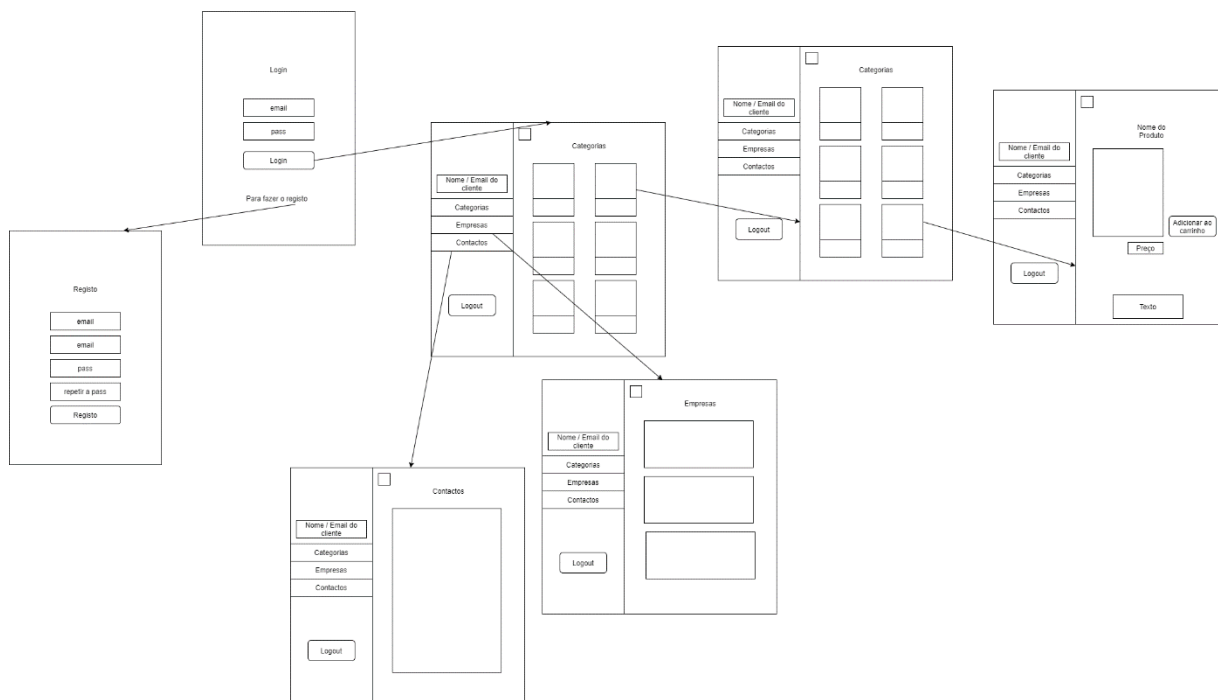 Login
email
pass
Login
Para fazer o registo
Registo
email
email
pass
repetir a pass
Registo
Categorias
Nome / Email do
cliente
Categorias
Empresas
Contactos
Logout
Categorias
Nome / Email do
cliente
Categorias
Empresas
Contactos
Logout
Nome do
Produto
Nome / Email do
cliente
Categorias
Empresas
Contactos
Logout
Adicionar ao
carrinho
Preço
Texto
Empresas
Nome / Email do
cliente
Categorias
Empresas
Contactos
Logout
Contactos
Nome / Email do
cliente
Categorias
Empresas
Contactos
Logout